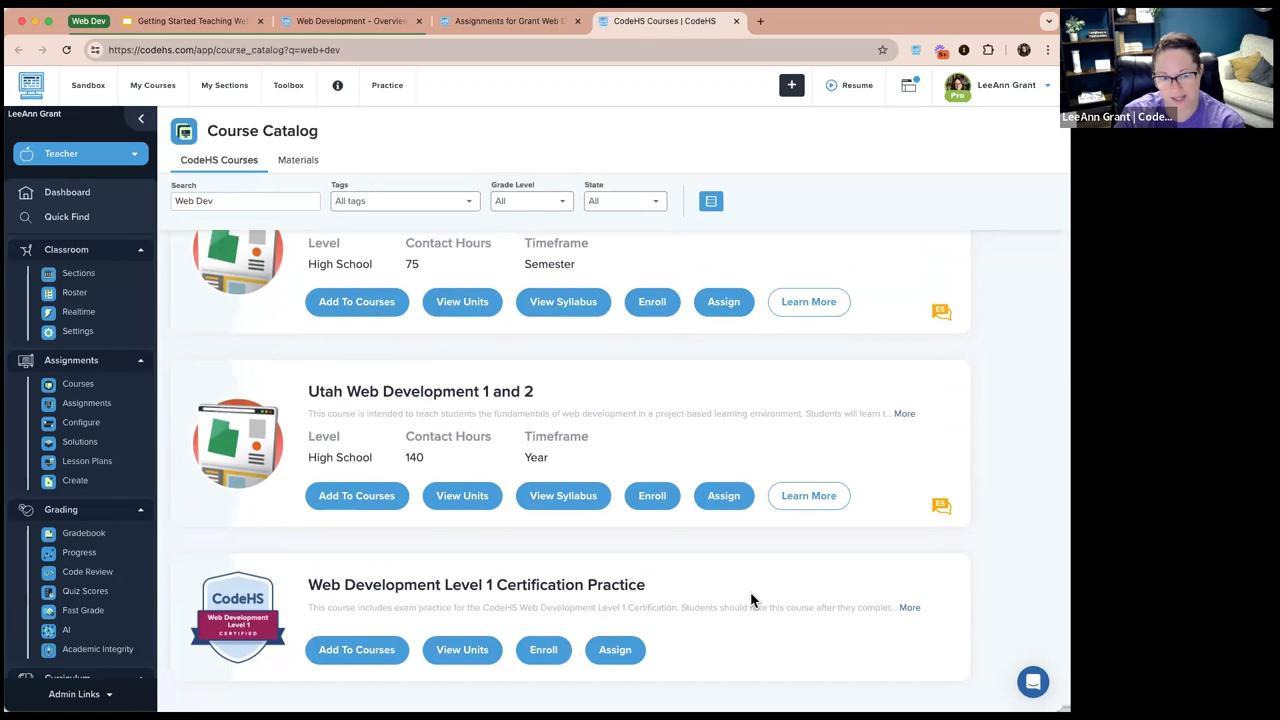 Web Dev
Getting Started Teaching We
Web Development - Overview
Assignments for Grant Web D
CodeHS Courses | CodeHS
https://codehs.com/app/course_catalog?q=web+dev
9+
Sandbox
My Courses
My Sections
Toolbox
Practice
Resume
Pro
LeeAnn Grant
LeeAnn Grant | Code...
LeeAnn Grant
Teacher
Dashboard
Quick Find
Classroom
Sections
Roster
Realtime
Settings
Assignments
Courses
Assignments
Configure
Solutions
Lesson Plans
Create
Grading
Gradebook
Progress
Code Review
Quiz Scores
Fast Grade
AI
Academic Integrity
Curriculum
Admin Links
Course Catalog
CodeHS Courses
Materials
Search
Tags
Grade Level
State
Web Dev
All tags
All
All
Level
Contact Hours
Timeframe
High School
75
Semester
Add To Courses
View Units
View Syllabus
Enroll
Assign
Learn More
ES
Utah Web Development 1 and 2
This course is intended to teach students the fundamentals of web development in a project-based learning environment. Students will learn t... More
Level
Contact Hours
Timeframe
High School
140
Year
Add To Courses
View Units
View Syllabus
Enroll
Assign
Learn More
ES
CodeHS
Web Development
Level 1
CERTIFIED
Web Development Level 1 Certification Practice
This course includes exam practice for the CodeHS Web Development Level 1 Certification. Students should take this course after they complet... More
Add To Courses
View Units
Enroll
Assign